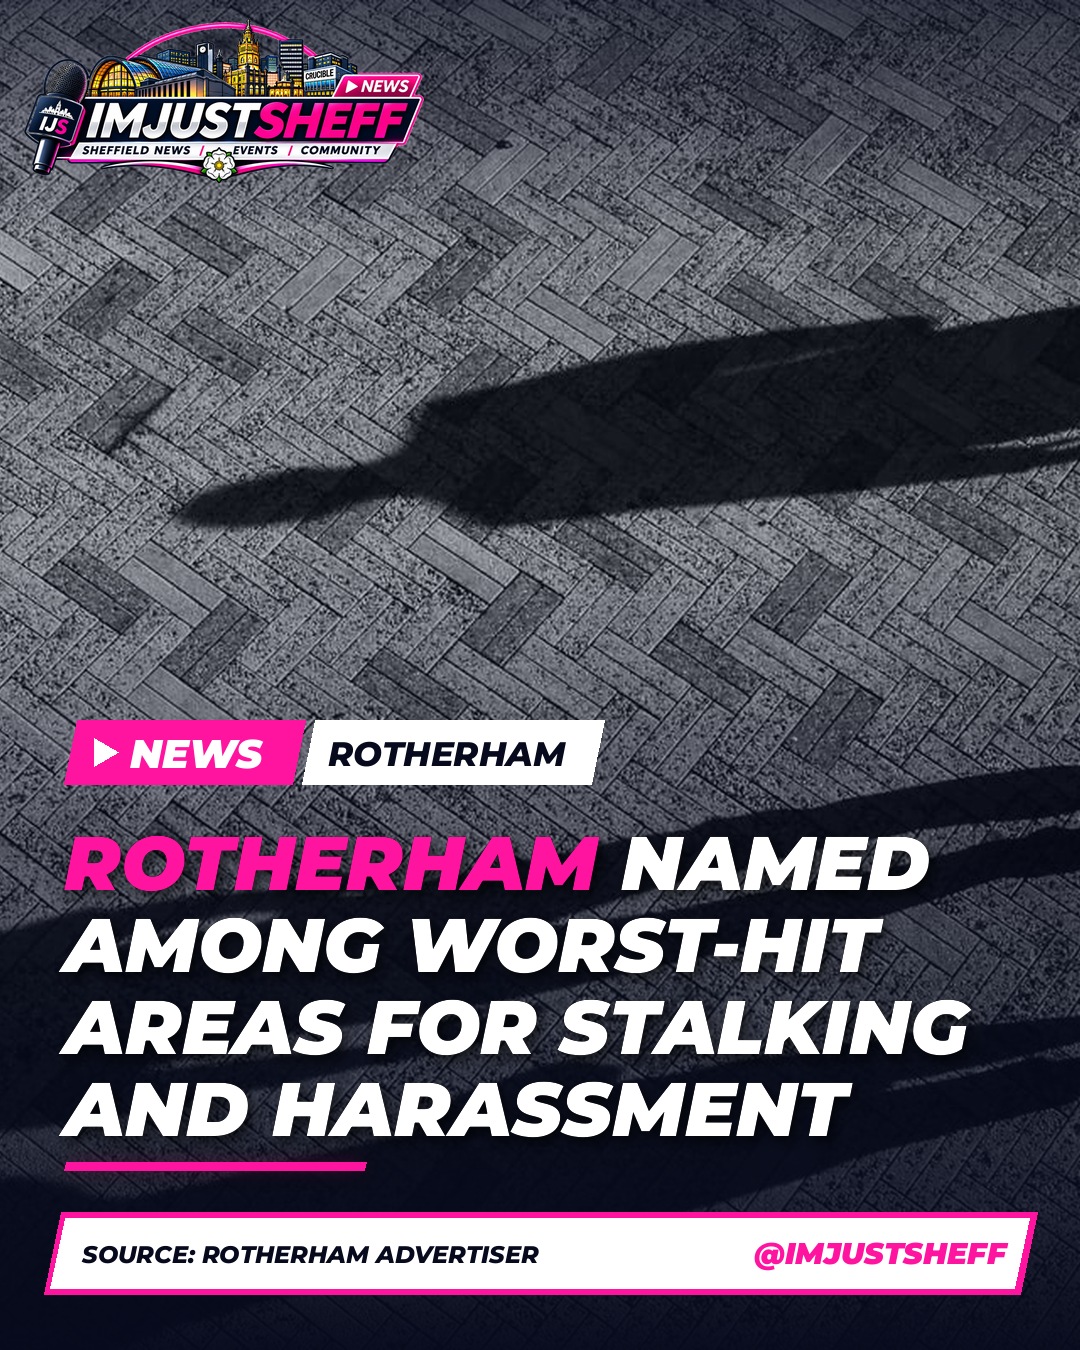 CRUCIBLE
NEWS
IJS
IMJUSTSHEFF
SHEFFIELD NEWS / EVENTS / COMMUNITY
NEWS
ROTHERHAM
ROTHERHAM NAMED
AMONG WORST-HIT
AREAS FOR STALKING
AND HARASSMENT
SOURCE: ROTHERHAM ADVERTISER
@IMJUSTSHEFF